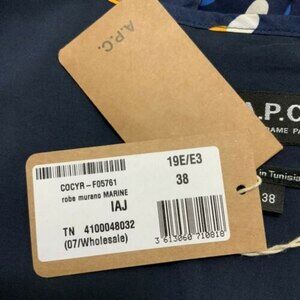 A.P.C.
A.P.C
in Tunisia
38
COCYR-F05761
robe murano MARINE
IAJ
TN 4100048032
(07/Wholesale)
19E/E3
38
3 613060 710818